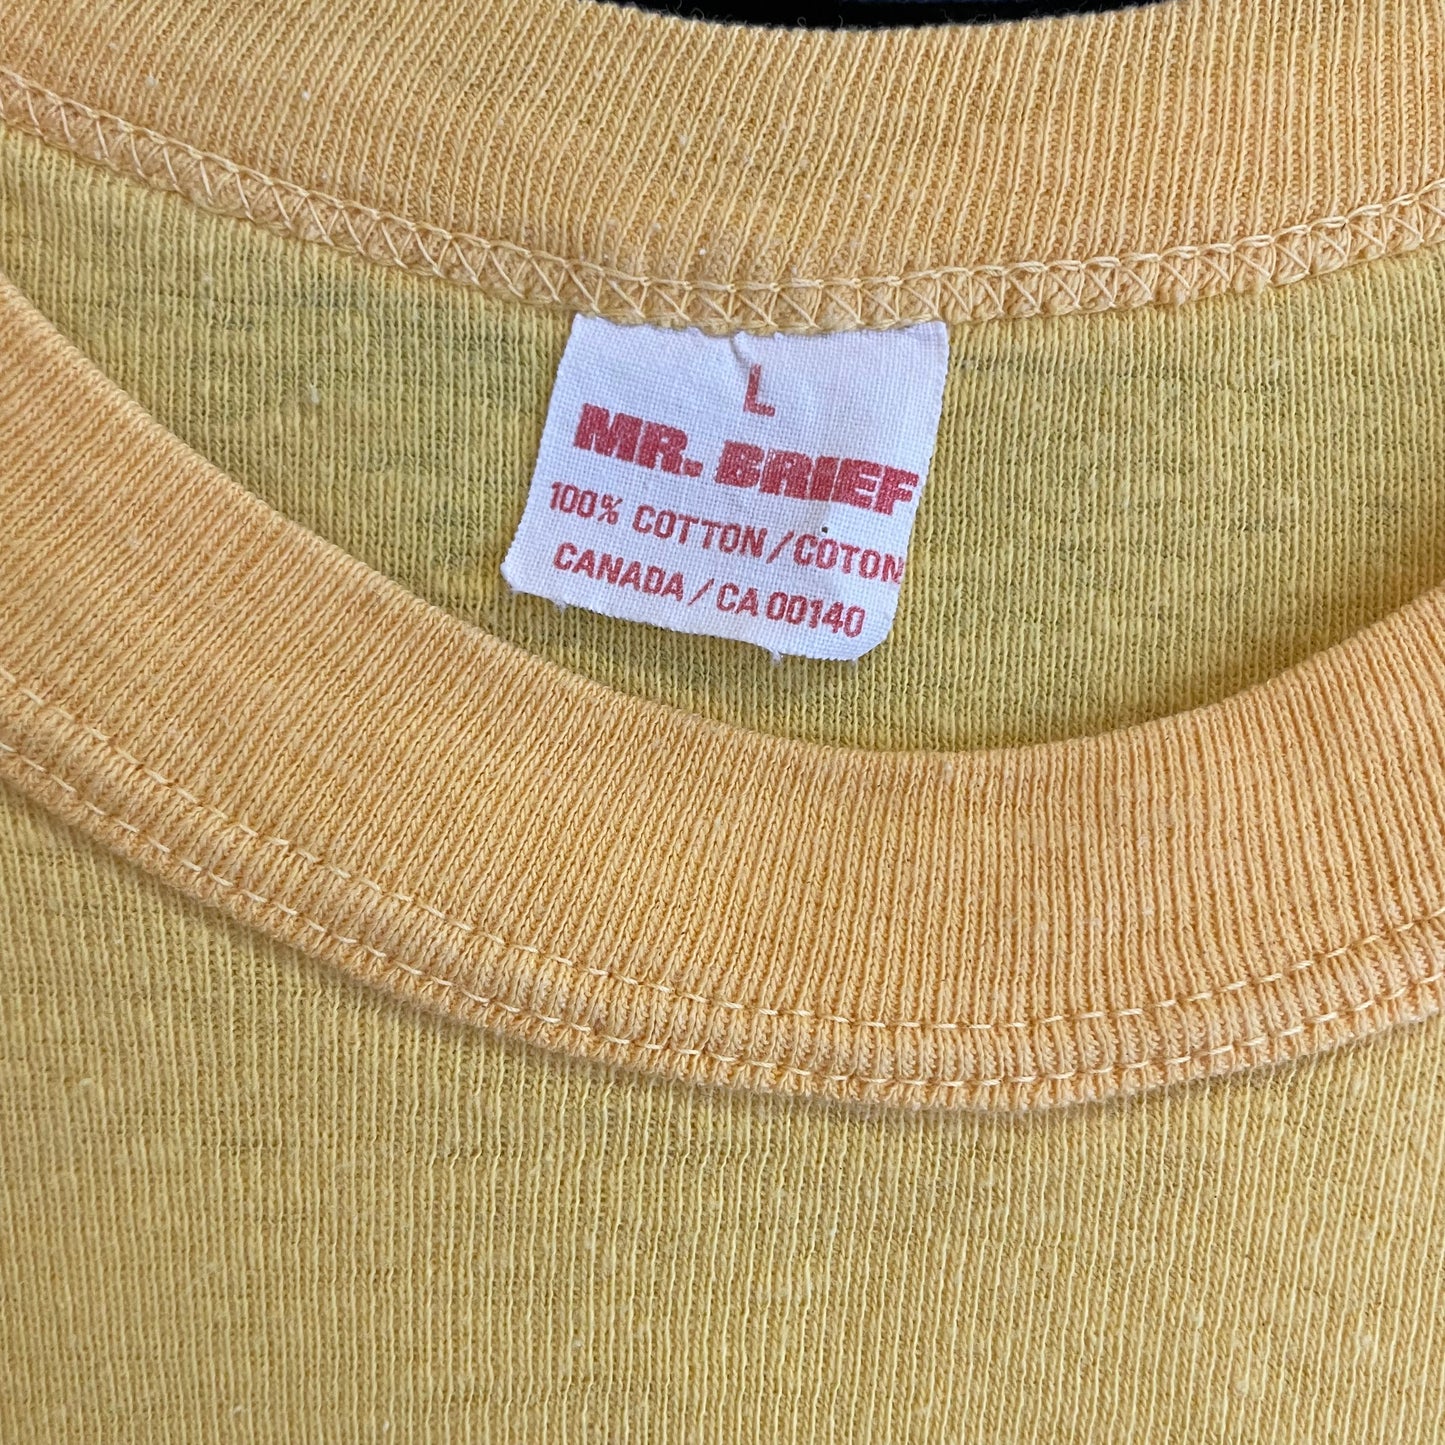 L
MR. BRIEF
100% COTTON/COTON
CANADA/CA 00140